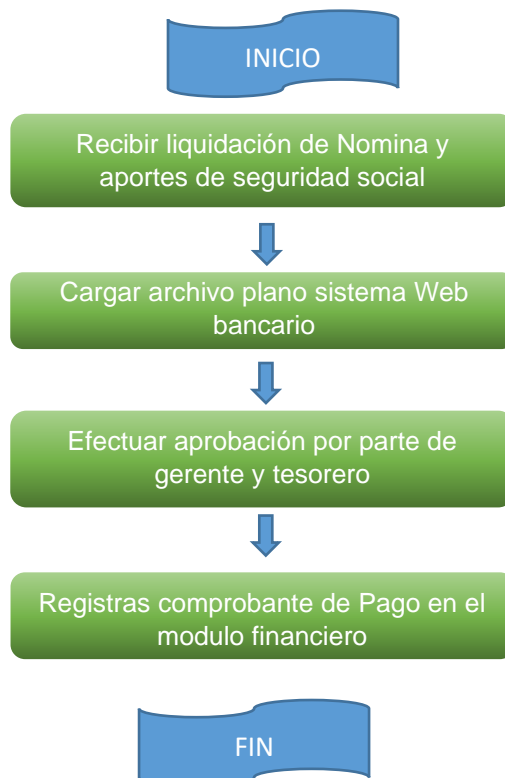 INICIO
Recibir liquidación de Nomina y
aportes de seguridad social
Cargar archivo plano sistema Web
bancario
Efectuar aprobación por parte de
gerente y tesorero
Registras comprobante de Pago en el
modulo financiero
FIN